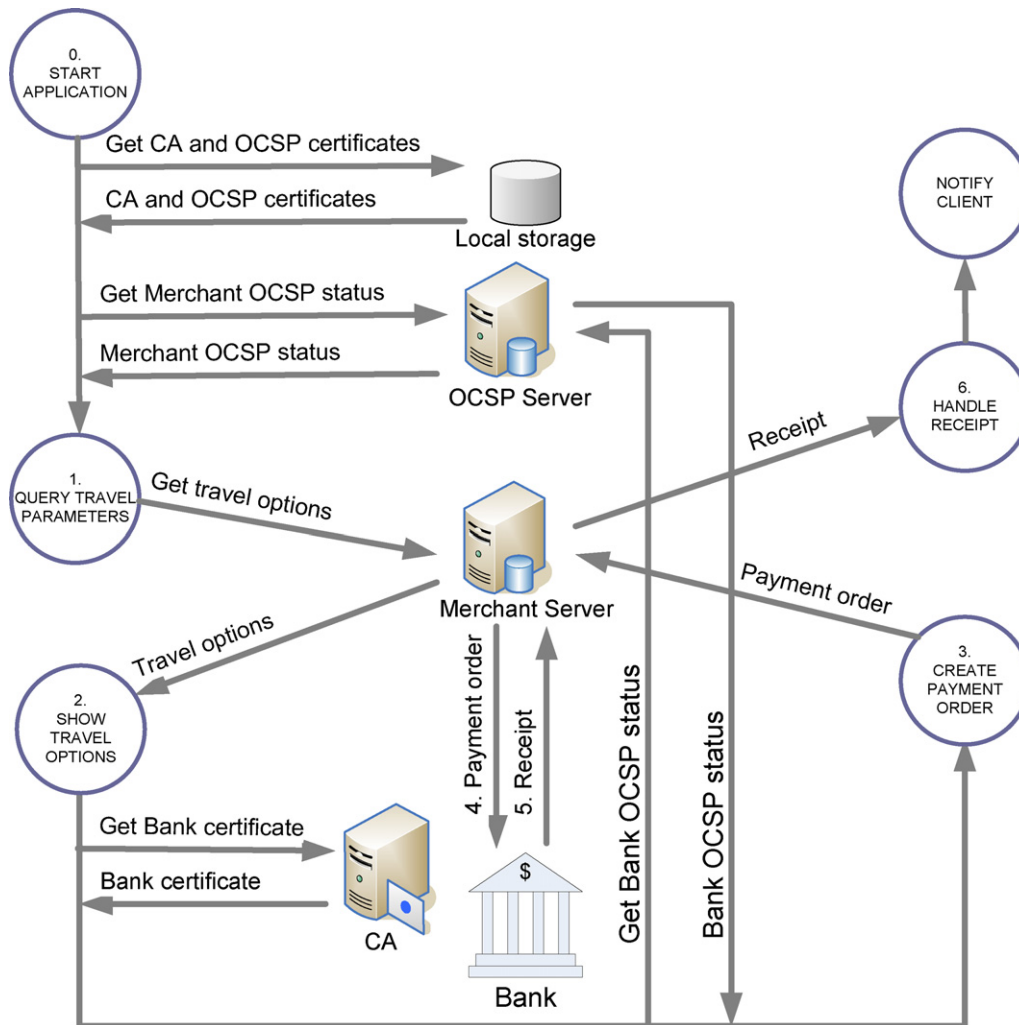 0.
START
APPLICATION
Get CA and OCSP certificates
CA and OCSP certificates
Local storage
NOTIFY
CLIENT
Get Merchant OCSP status
Merchant OCSP status
OCSP Server
6.
HANDLE
RECEIPT
Receipt
1.
QUERY TRAVEL
PARAMETERS
Get travel options
Merchant Server
Payment order
Travel options
3.
CREATE
PAYMENT
ORDER
2.
SHOW
TRAVEL
OPTIONS
4. Payment order
5. Receipt
Get Bank OCSP status
Bank OCSP status
Get Bank certificate
Bank certificate
CA
$
Bank